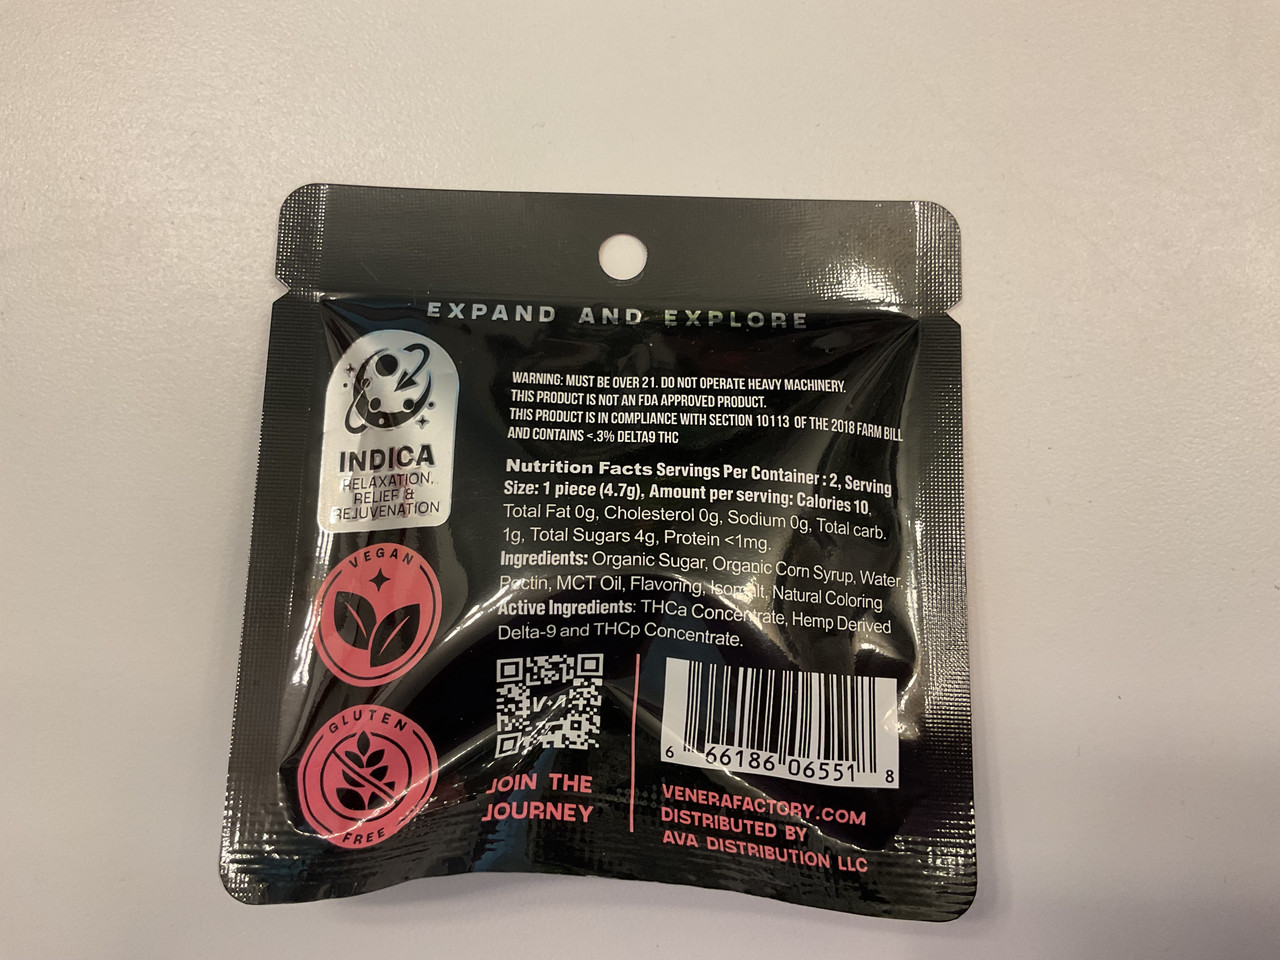 EXPAND AND EXPLORE
INDICA
RELAXATION,
RELIEF &
REJUVENATION
VEGAN
GLUTEN
FREE
WARNING: MUST BE OVER 21. DO NOT OPERATE HEAVY MACHINERY.
THIS PRODUCT IS NOT AN FDA APPROVED PRODUCT.
THIS PRODUCT IS IN COMPLIANCE WITH SECTION 10113 OF THE 2018 FARM BILL
AND CONTAINS <.3% DELTA9 THC
Nutrition Facts Servings Per Container : 2, Serving
Size: 1 piece (4.7g), Amount per serving: Calories 10,
Total Fat 0g, Cholesterol 0g, Sodium 0g, Total carb.
1g, Total Sugars 4g, Protein <1mg.
Ingredients: Organic Sugar, Organic Corn Syrup, Water,
Pectin, MCT Oil, Flavoring, Isomalt, Natural Coloring
Active Ingredients: THCa Concentrate, Hemp Derived
Delta-9 and THCp Concentrate.
JOIN THE
JOURNEY
6 66186 06551 8
VENERAFACTORY.COM
DISTRIBUTED BY
AVA DISTRIBUTION LLC